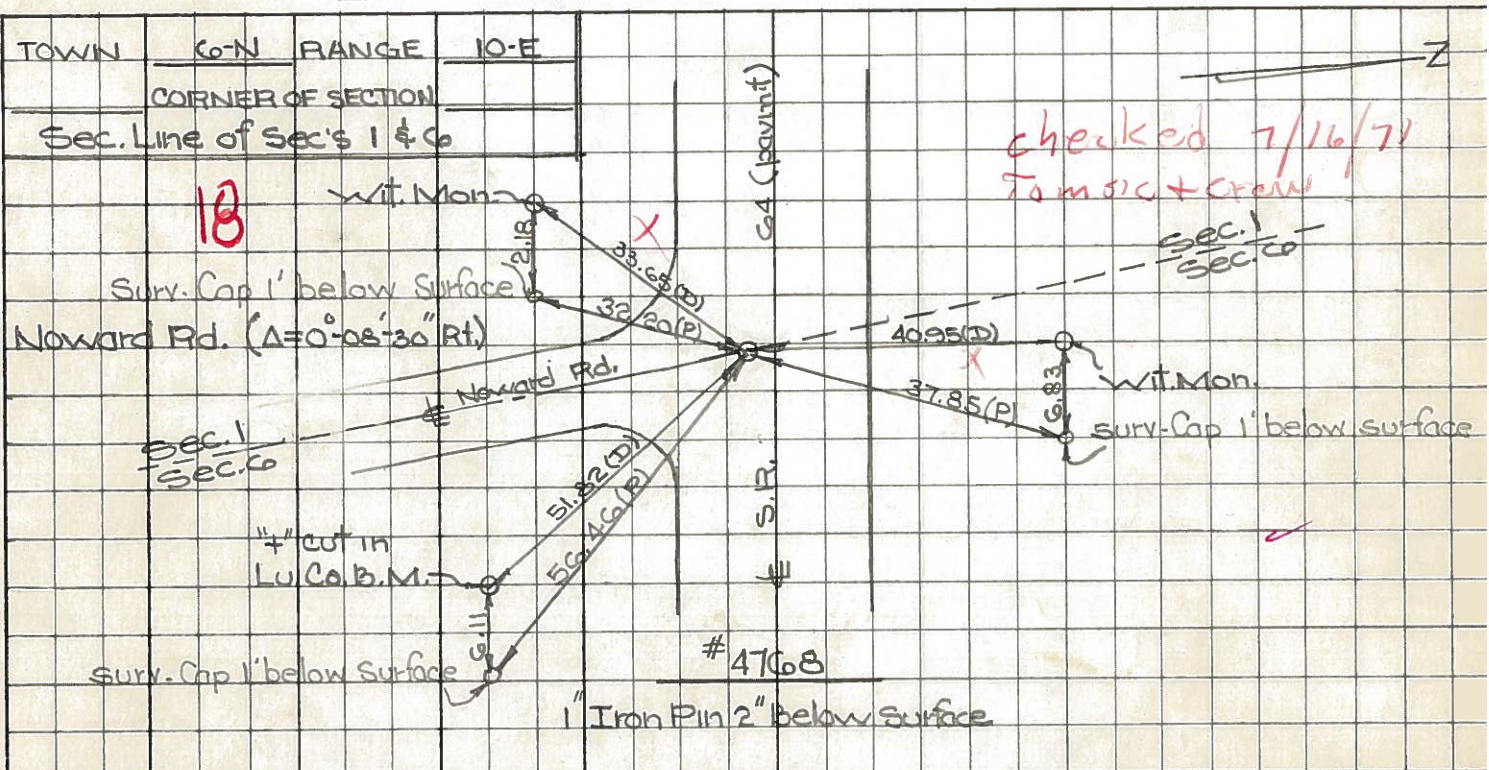 TOWN 6-N RANGE 10-E
CORNER OF SECTION
Sec. Line of Sec's 1 & 6
18
Z
checked 7/16/71
Tomsic + Crew
64 (pavmt)
Wit. Mon.
2.18
33.65(D)
X
Surv. Cap 1' below Surface
32.20(P)
Noward Rd. (Δ=0°-08'-30" Rt.)
Sec. 1
Sec. 6
40.95(D)
X
Wit. Mon.
6.83
37.85(P)
Surv. Cap 1' below surface
℄ Noward Rd.
Sec. 1
Sec. 6
51.82(D)
56.46(P)
℄ S.R.
"+" cut in
Lu. Co. B.M.
6.11
Surv. Cap 1' below Surface
# 4768
1" Iron Pin 2" Below Surface